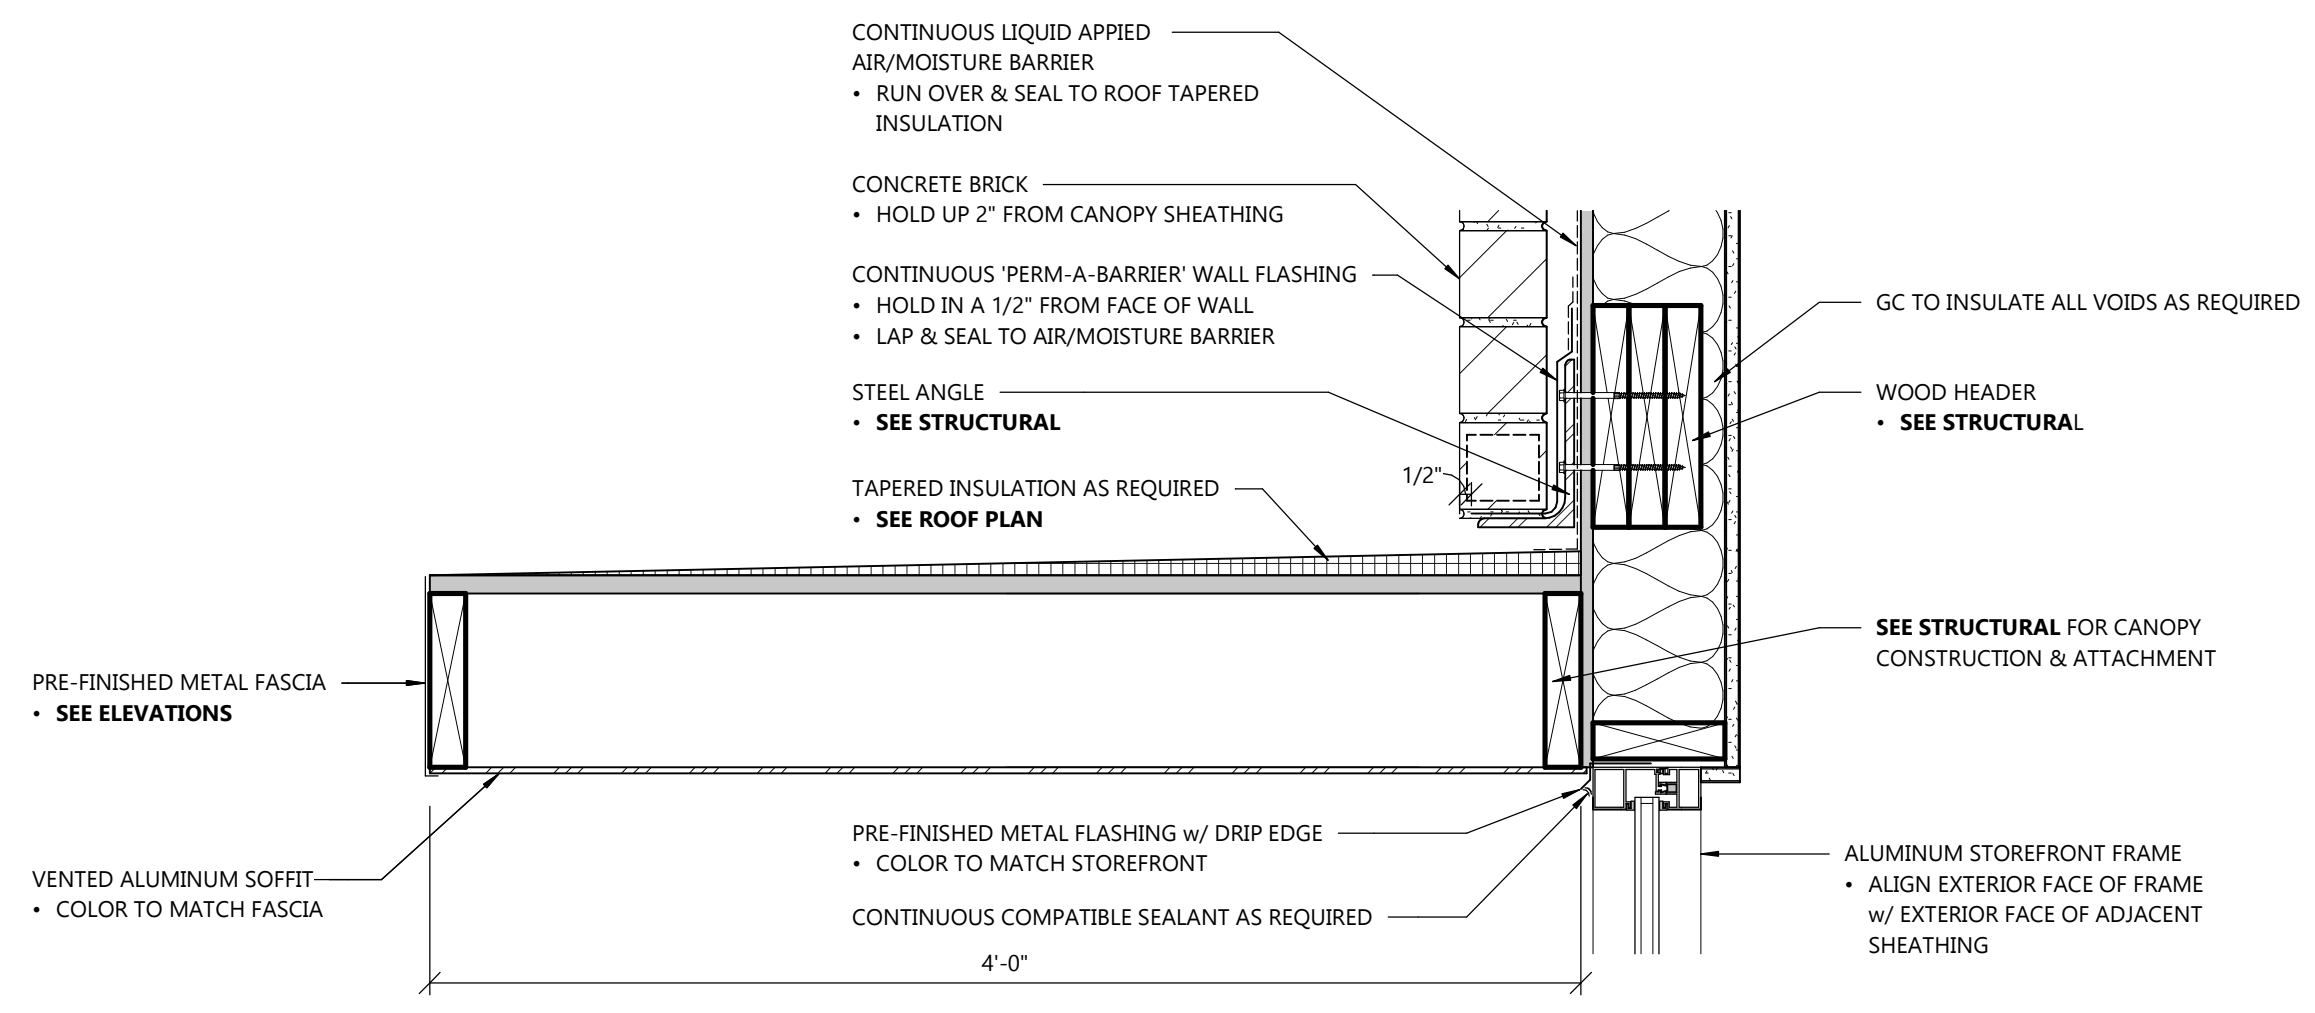 CONTINUOUS LIQUID APPIED
AIR/MOISTURE BARRIER
• RUN OVER & SEAL TO ROOF TAPERED
INSULATION
CONCRETE BRICK
• HOLD UP 2" FROM CANOPY SHEATHING
CONTINUOUS 'PERM-A-BARRIER' WALL FLASHING
• HOLD IN A 1/2" FROM FACE OF WALL
• LAP & SEAL TO AIR/MOISTURE BARRIER
STEEL ANGLE
• SEE STRUCTURAL
1/2"
TAPERED INSULATION AS REQUIRED
• SEE ROOF PLAN
GC TO INSULATE ALL VOIDS AS REQUIRED
WOOD HEADER
• SEE STRUCTURAL
SEE STRUCTURAL FOR CANOPY
CONSTRUCTION & ATTACHMENT
PRE-FINISHED METAL FASCIA
• SEE ELEVATIONS
VENTED ALUMINUM SOFFIT
• COLOR TO MATCH FASCIA
PRE-FINISHED METAL FLASHING w/ DRIP EDGE
• COLOR TO MATCH STOREFRONT
CONTINUOUS COMPATIBLE SEALANT AS REQUIRED
4'-0"
ALUMINUM STOREFRONT FRAME
• ALIGN EXTERIOR FACE OF FRAME
w/ EXTERIOR FACE OF ADJACENT
SHEATHING